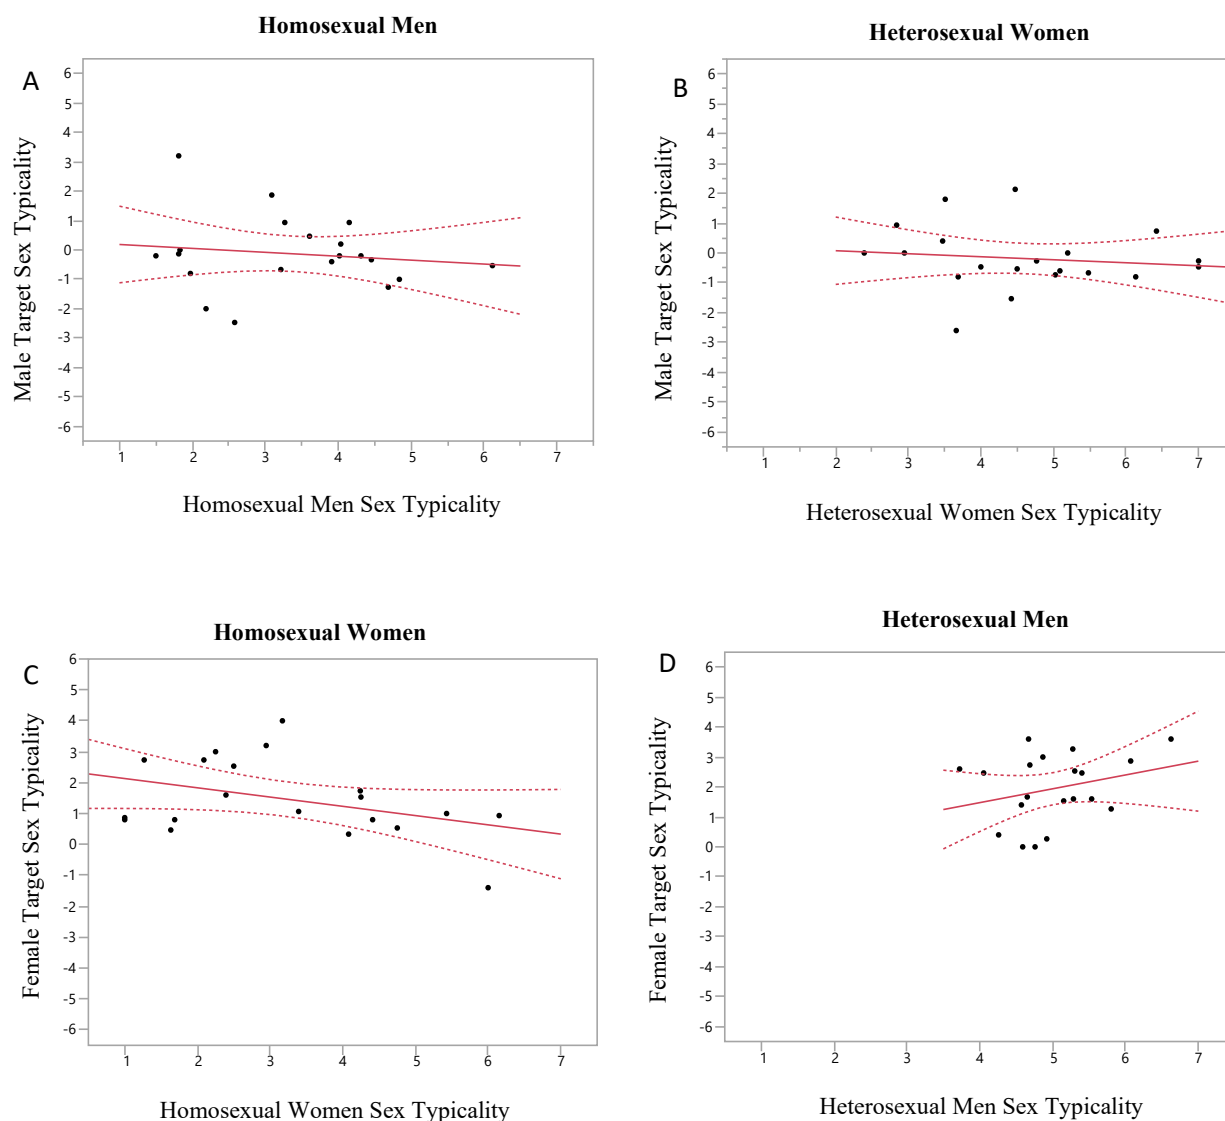 Homosexual Men
A
Male Target Sex Typicality
6
5
4
3
2
1
0
-1
-2
-3
-4
-5
-6
1 2 3 4 5 6 7
Homosexual Men Sex Typicality
Heterosexual Women
B
Male Target Sex Typicality
6
5
4
3
2
1
0
-1
-2
-3
-4
-5
-6
1 2 3 4 5 6 7
Heterosexual Women Sex Typicality
Homosexual Women
C
Female Target Sex Typicality
6
5
4
3
2
1
0
-1
-2
-3
-4
-5
-6
1 2 3 4 5 6 7
Homosexual Women Sex Typicality
Heterosexual Men
D
Female Target Sex Typicality
6
5
4
3
2
1
0
-1
-2
-3
-4
-5
-6
1 2 3 4 5 6 7
Heterosexual Men Sex Typicality